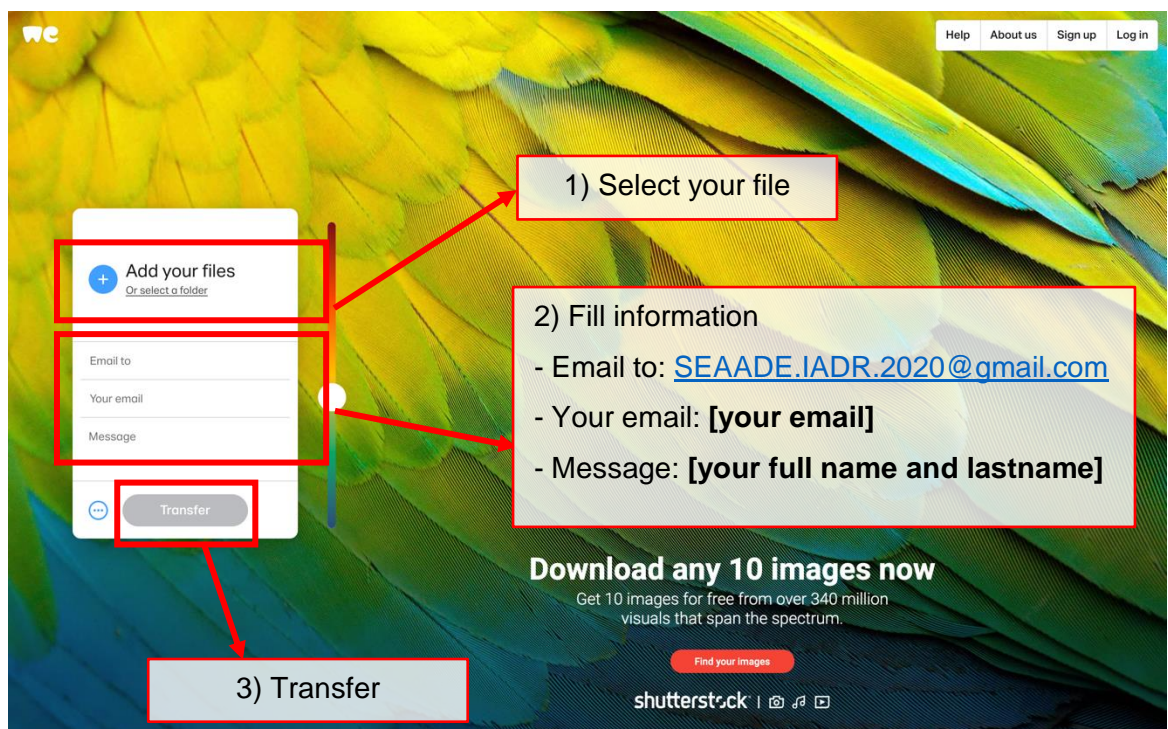 we
Help About us Sign up Log in
1) Select your file
Add your files
Or select a folder
2) Fill information
- Email to: SEAADE.IADR.2020@gmail.com
- Your email: [your email]
- Message: [your full name and lastname]
Email to
Your email
Message
Transfer
3) Transfer
Download any 10 images now
Get 10 images for free from over 340 million
visuals that span the spectrum.
Find your images
shutterstock